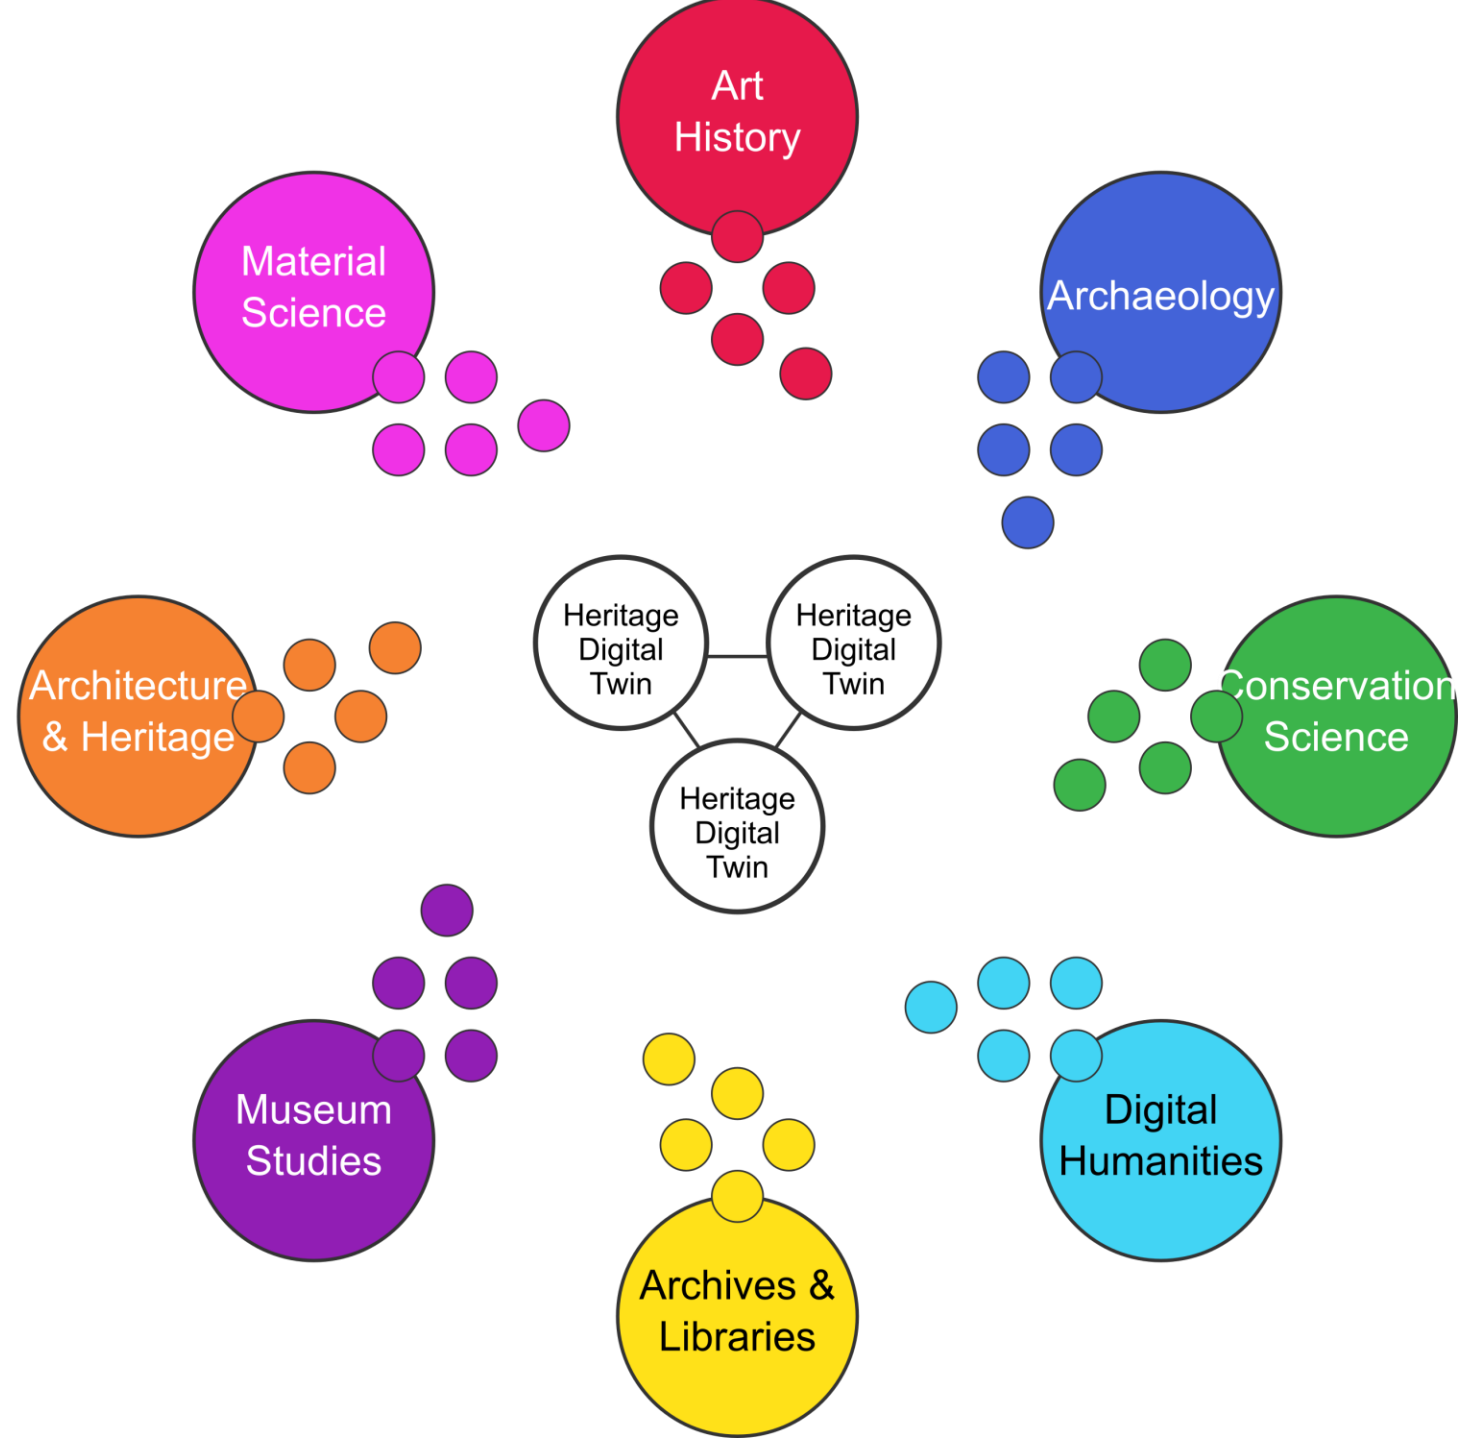 Art
History
Material
Science
Archaeology
Heritage
Digital
Twin
Heritage
Digital
Twin
Architecture
& Heritage
Conservation
Science
Heritage
Digital
Twin
Museum
Studies
Digital
Humanities
Archives &
Libraries